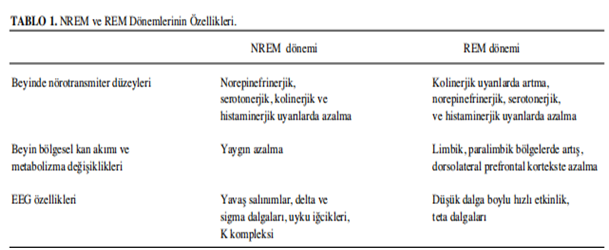 TABLO 1. NREM ve REM Dönemlerinin Özellikleri.
NREM dönemi REM dönemi
Beyinde nörotransmiter düzeyleri Norepinefrinerjik, Kolinerjik uyarılarda artma,
serotonerjik, kolinerjik ve norepinefrinerjik, serotonerjik,
histaminerjik uyarılarda azalma ve histaminerjik uyarılarda azalma
Beyin bölgesel kan akımı ve Yaygın azalma Limbik, paralimbik bölgelerde artış,
metabolizma değişiklikleri dorsolateral prefrontal kortekste azalma
EEG özellikleri Yavaş salınımlar, delta ve Düşük dalga boylu hızlı etkinlik,
sigma dalgaları, uyku iğcikleri, teta dalgaları
K kompleksi